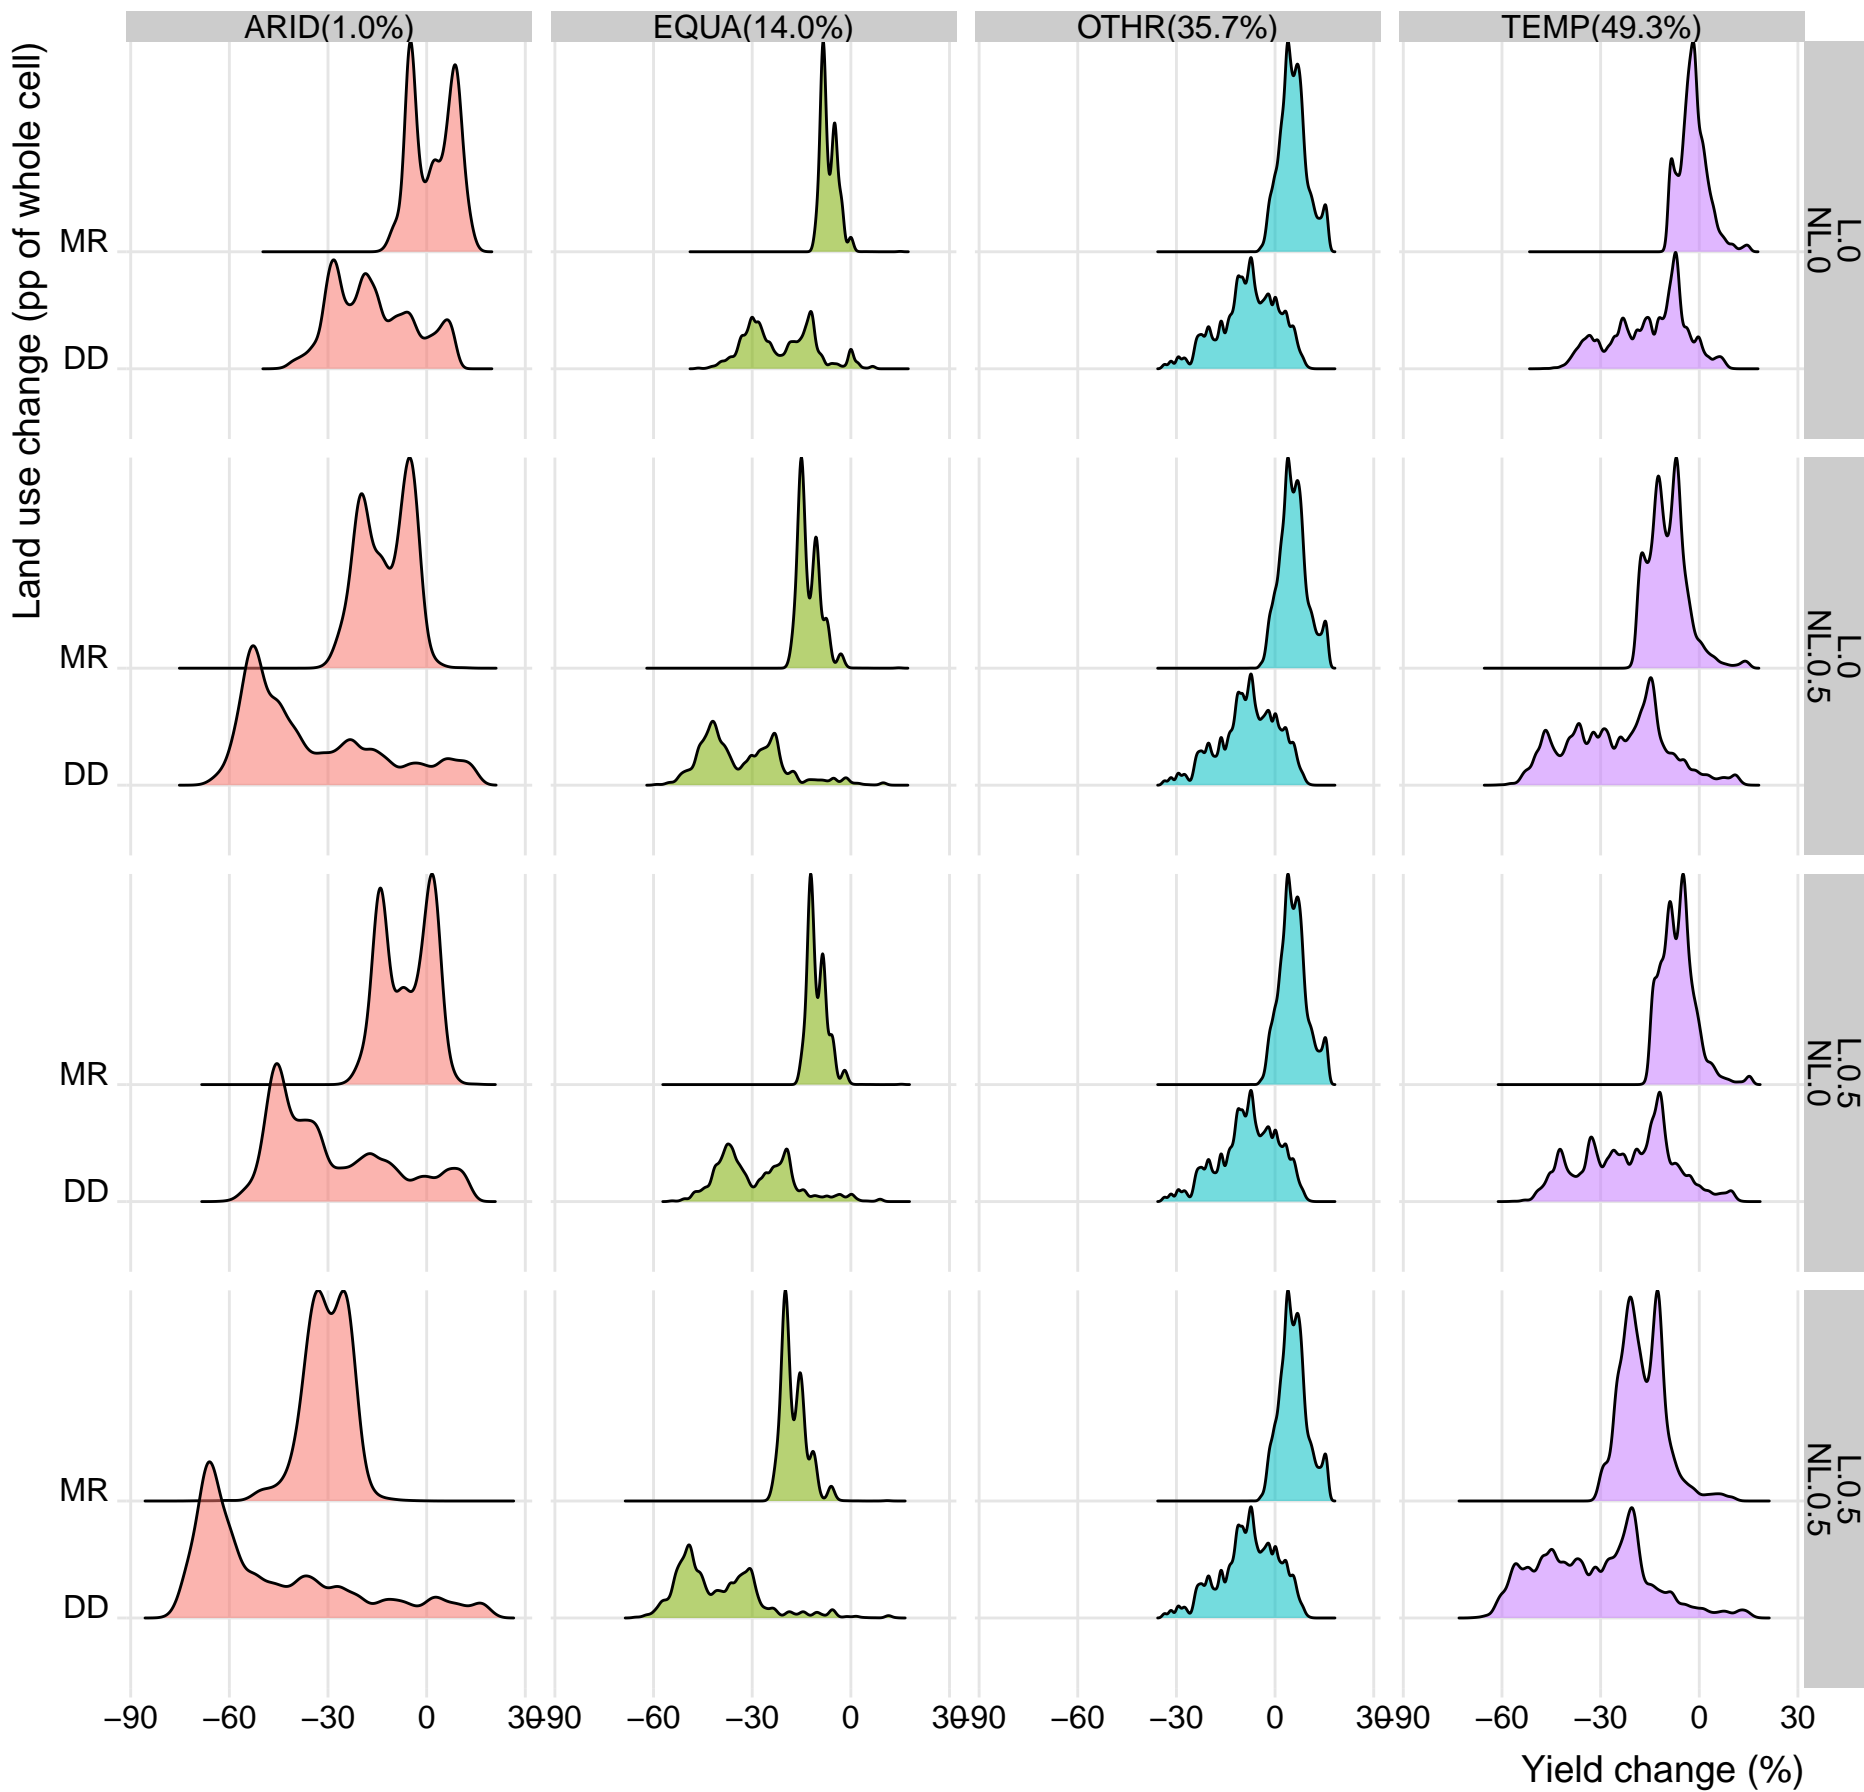 ARID(1.0%) EQUA(14.0%) OTHR(35.7%) TEMP(49.3%)
Land use change (pp of whole cell)
MR
DD
L.0
NL.0
MR
DD
L.0
NL.0.5
MR
DD
L.0.5
NL.0
MR
DD
L.0.5
NL.0.5
−90 −60 −30 0 30 −90 −60 −30 0 30 −90 −60 −30 0 30 −90 −60 −30 0 30
Yield change (%)